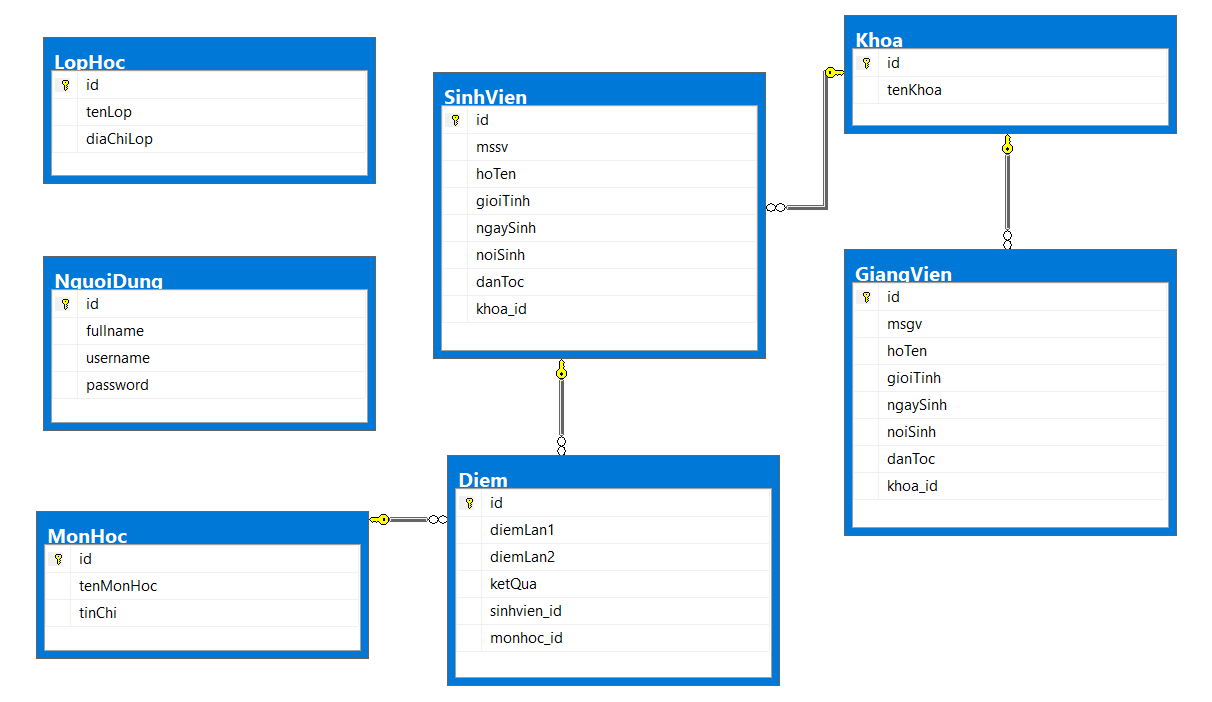 LopHoc
id
tenLop
diaChiLop
NguoiDung
id
fullname
username
password
MonHoc
id
tenMonHoc
tinChi
SinhVien
id
mssv
hoTen
gioiTinh
ngaySinh
noiSinh
danToc
khoa_id
Diem
id
diemLan1
diemLan2
ketQua
sinhvien_id
monhoc_id
Khoa
id
tenKhoa
GiangVien
id
msgv
hoTen
gioiTinh
ngaySinh
noiSinh
danToc
khoa_id